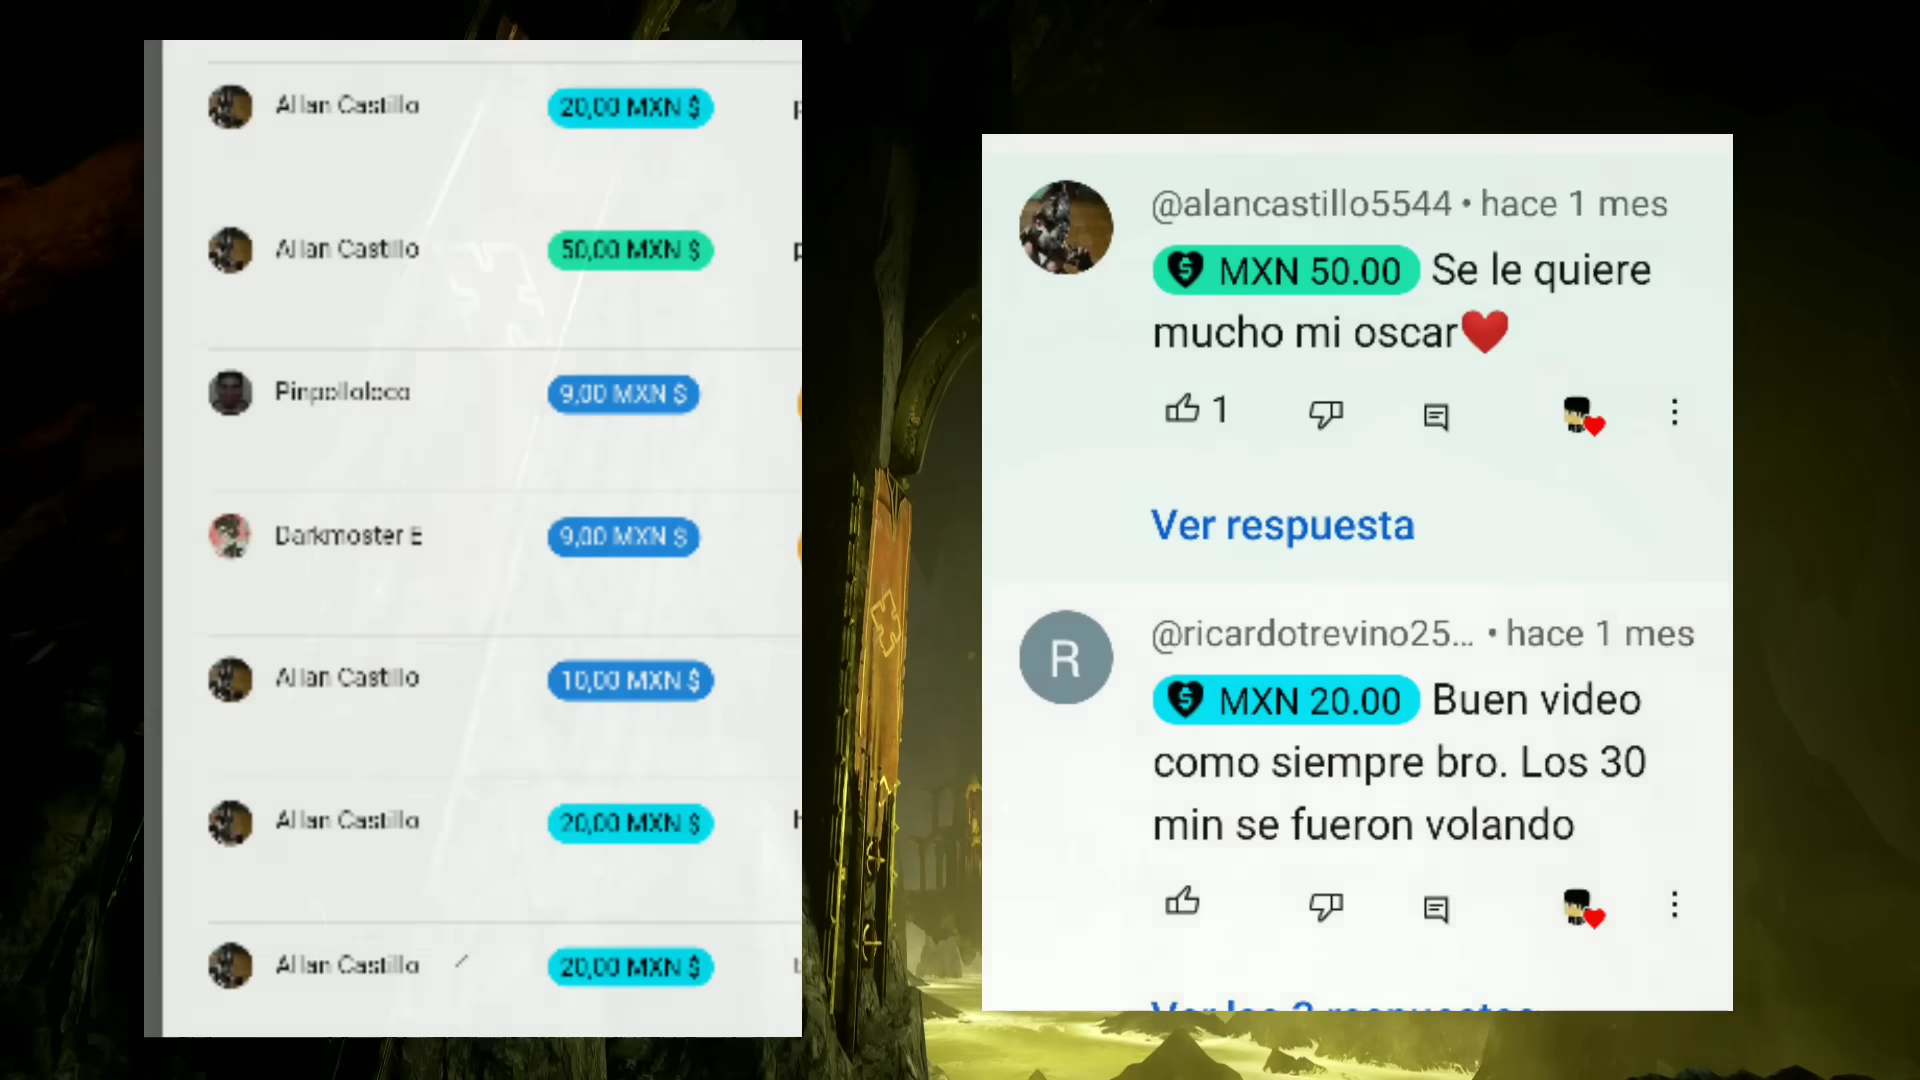 Allan Castillo 20,00 MXN $
Allan Castillo 50,00 MXN $
Pinpolloloco 9,00 MXN $
Darkmoster E 9,00 MXN $
Allan Castillo 10,00 MXN $
Allan Castillo 20,00 MXN $
Allan Castillo 20,00 MXN $
@alancastillo5544 • hace 1 mes
MXN 50.00 Se le quiere
mucho mi oscar❤️
1
Ver respuesta
R
@ricardotrevino25... • hace 1 mes
MXN 20.00 Buen video
como siempre bro. Los 30
min se fueron volando